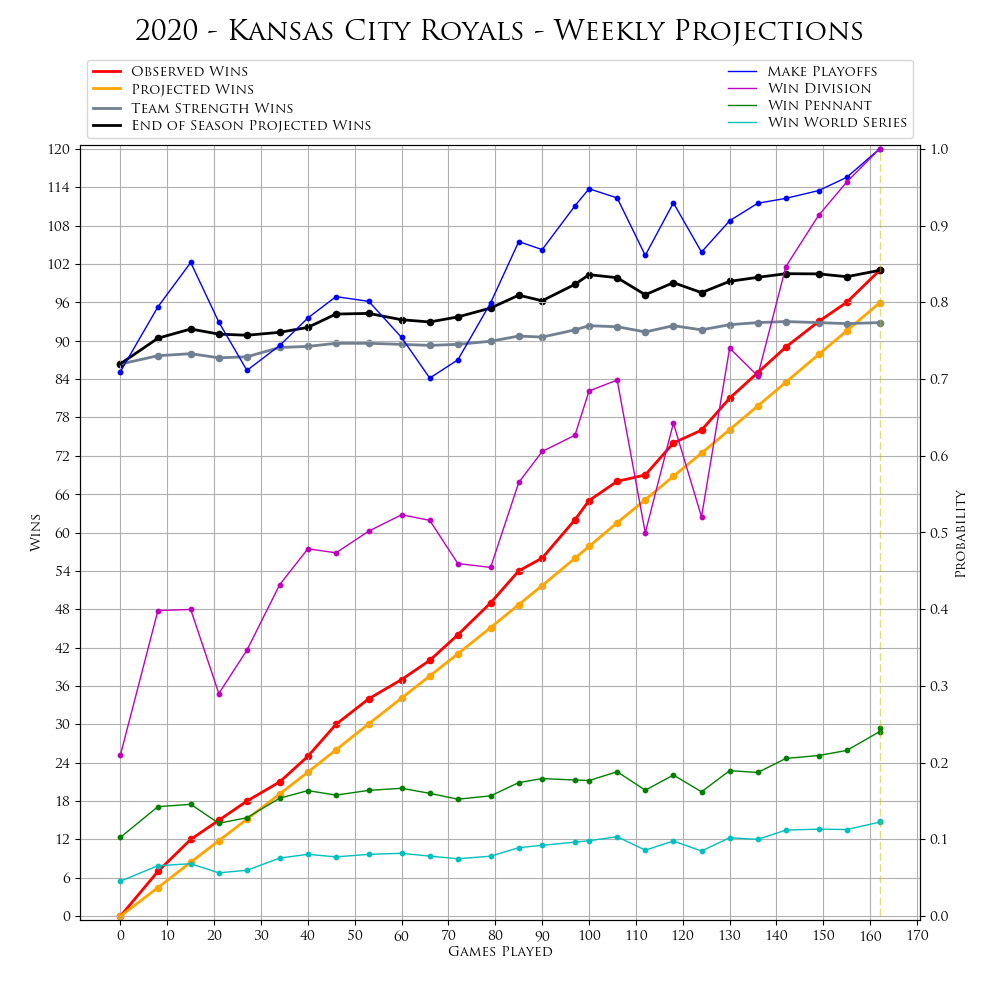 2020 - Kansas City Royals - Weekly Projections
Observed Wins
Projected Wins
Team Strength Wins
End of Season Projected Wins
Make Playoffs
Win Division
Win Pennant
Win World Series
120
114
108
102
96
90
84
78
72
66
60
54
48
42
36
30
24
18
12
6
0
Wins
1.0
0.9
0.8
0.7
0.6
0.5
0.4
0.3
0.2
0.1
0.0
Probability
0 10 20 30 40 50 60 70 80 90 100 110 120 130 140 150 160 170
Games Played